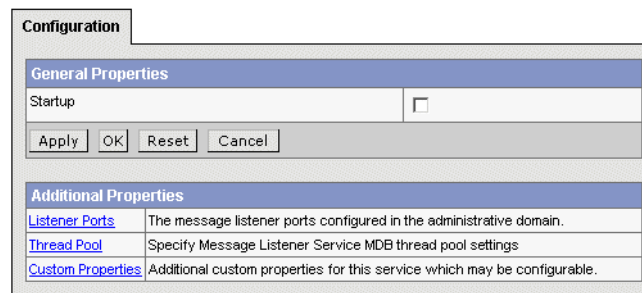 Configuration
General Properties
Startup
Apply OK Reset Cancel
Additional Properties
Listener Ports The message listener ports configured in the administrative domain.
Thread Pool Specify Message Listener Service MDB thread pool settings
Custom Properties Additional custom properties for this service which may be configurable.